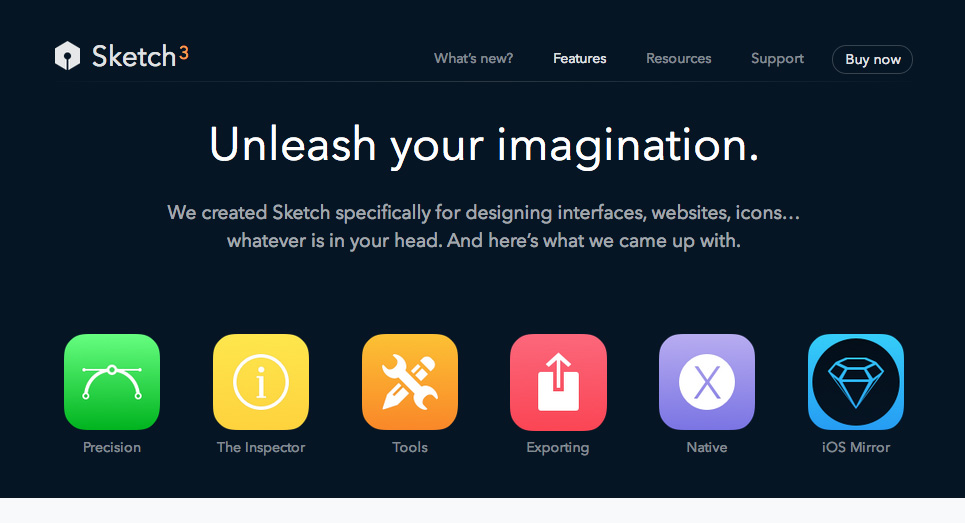 Sketch3
What's new?
Features
Resources
Support
Buy now
Unleash your imagination.
We created Sketch specifically for designing interfaces, websites, icons…
whatever is in your head. And here's what we came up with.
i
X
Precision
The Inspector
Tools
Exporting
Native
iOS Mirror